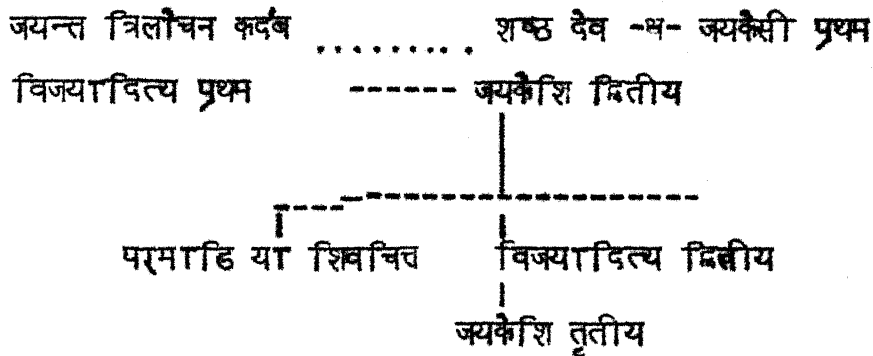 जयन्त त्रिलोचन कदंब ......... शष्ठ देव -- जयकेसी प्रथम
विजयादित्य प्रथम ------ जयकेशि द्वितीय
परमाडि या शिवचित्त विजयादित्य द्वितीय
जयकेशि तृतीय